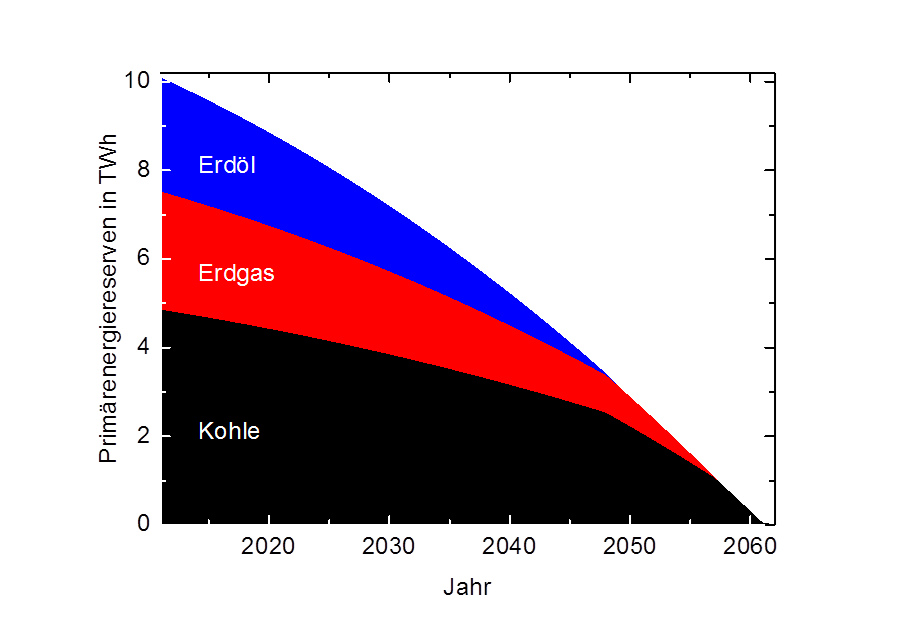 Primärenergiereserven in TWh
10
8
6
4
2
0
Erdöl
Erdgas
Kohle
2020 2030 2040 2050 2060
Jahr